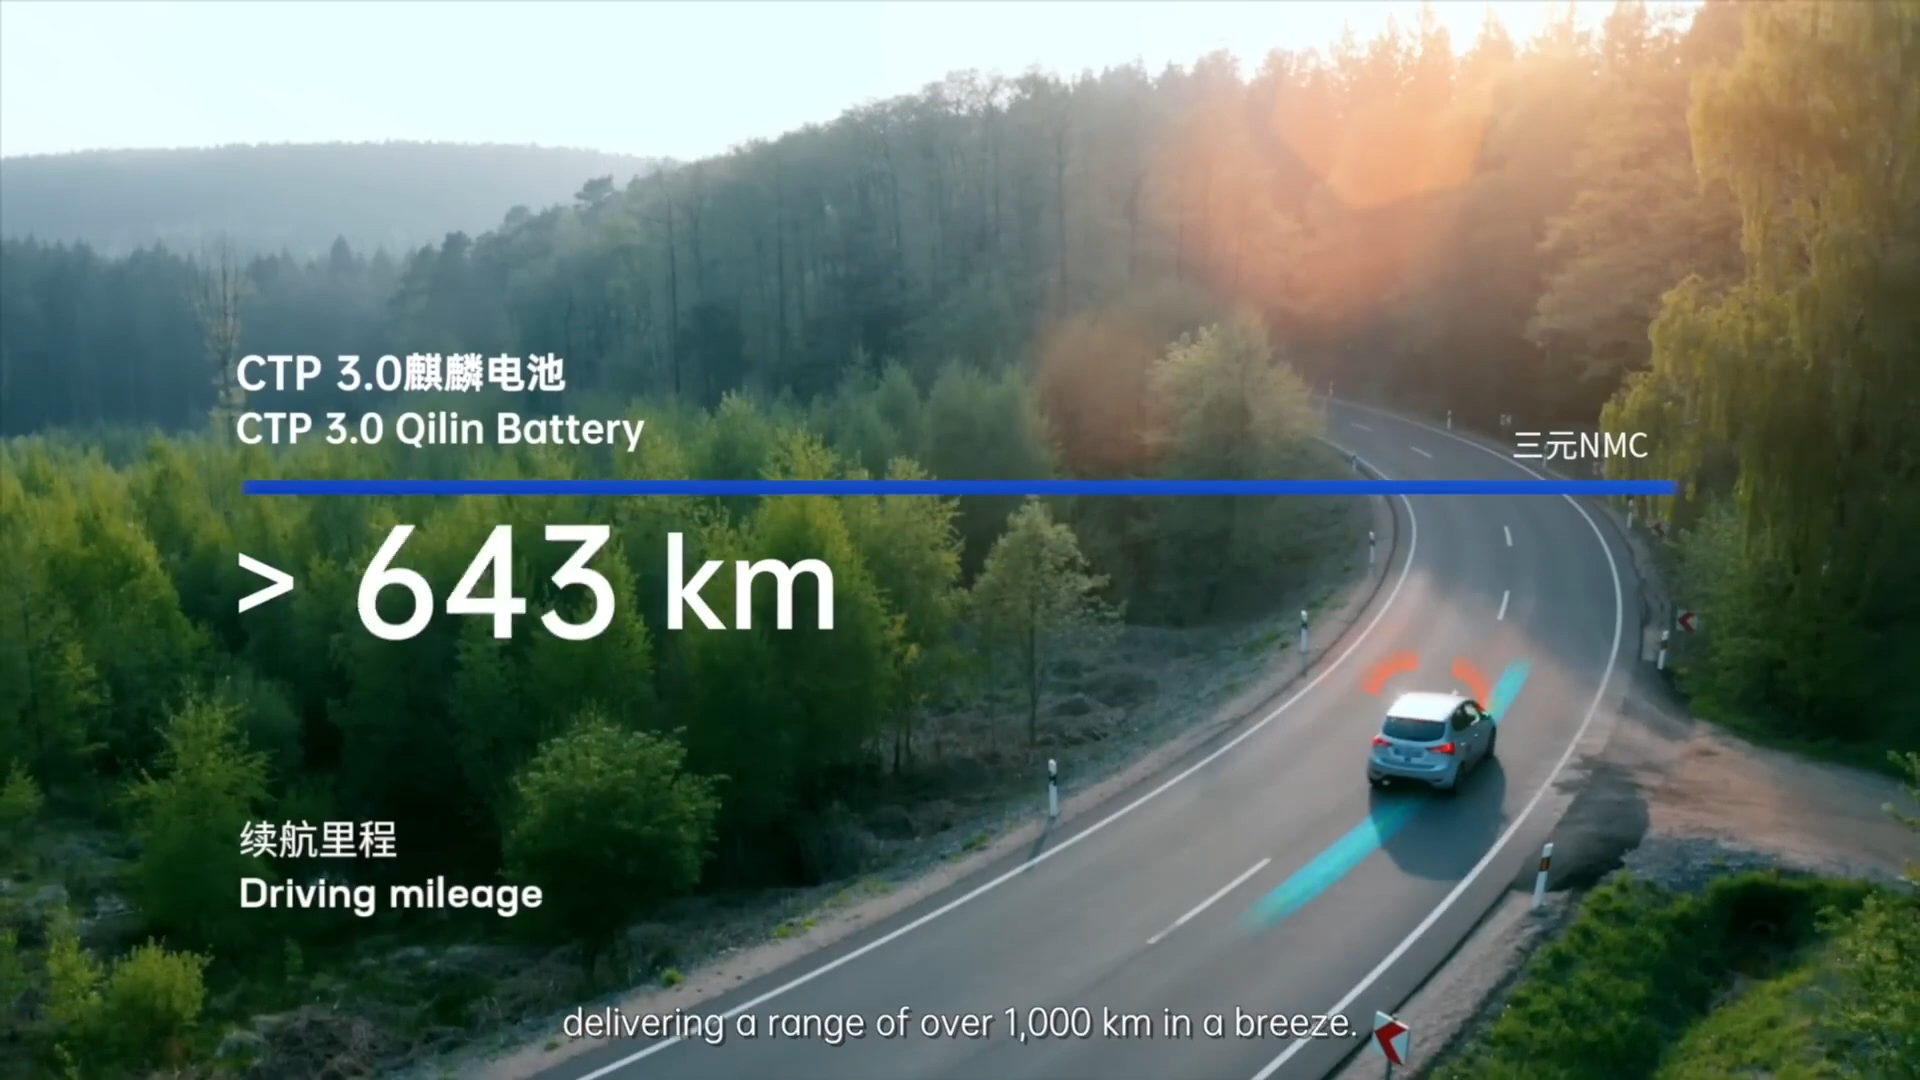 CTP 3.0麒麟电池
CTP 3.0 Qilin Battery
三元NMC
> 643 km
续航里程
Driving mileage
delivering a range of over 1,000 km in a breeze.